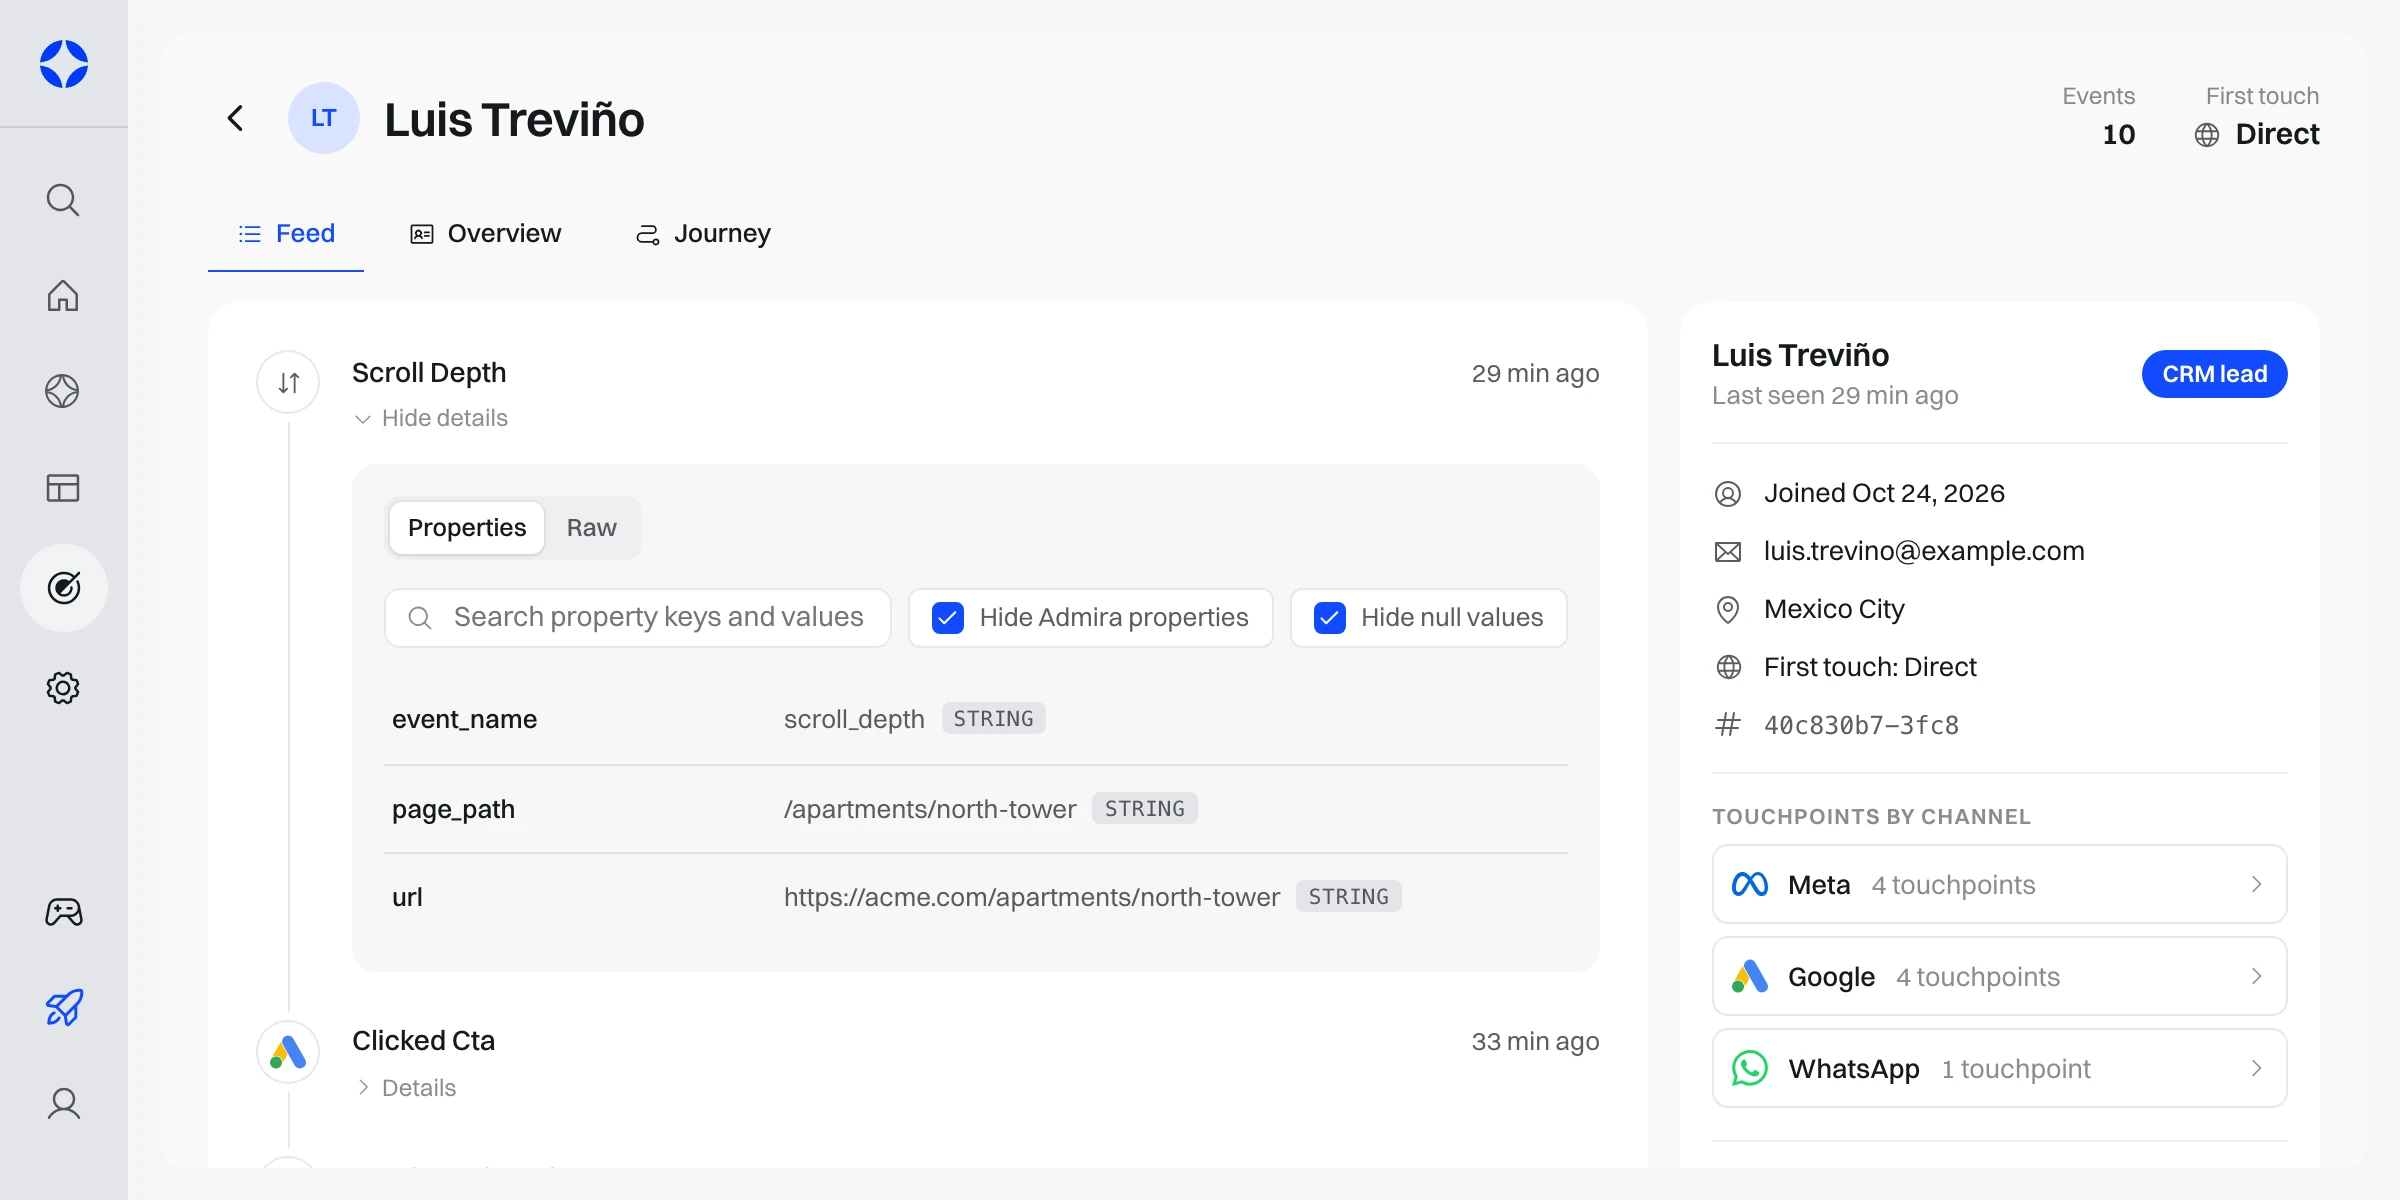 LT
Luis Treviño
Events
10
First touch
Direct
Feed
Overview
Journey
Scroll Depth
29 min ago
Hide details
Properties
Raw
Search property keys and values
Hide Admira properties
Hide null values
event_name
scroll_depth
STRING
page_path
/apartments/north-tower
STRING
url
https://acme.com/apartments/north-tower
STRING
Clicked Cta
33 min ago
Details
Luis Treviño
Last seen 29 min ago
CRM lead
Joined Oct 24, 2026
luis.trevino@example.com
Mexico City
First touch: Direct
40c830b7-3fc8
TOUCHPOINTS BY CHANNEL
Meta
4 touchpoints
Google
4 touchpoints
WhatsApp
1 touchpoint